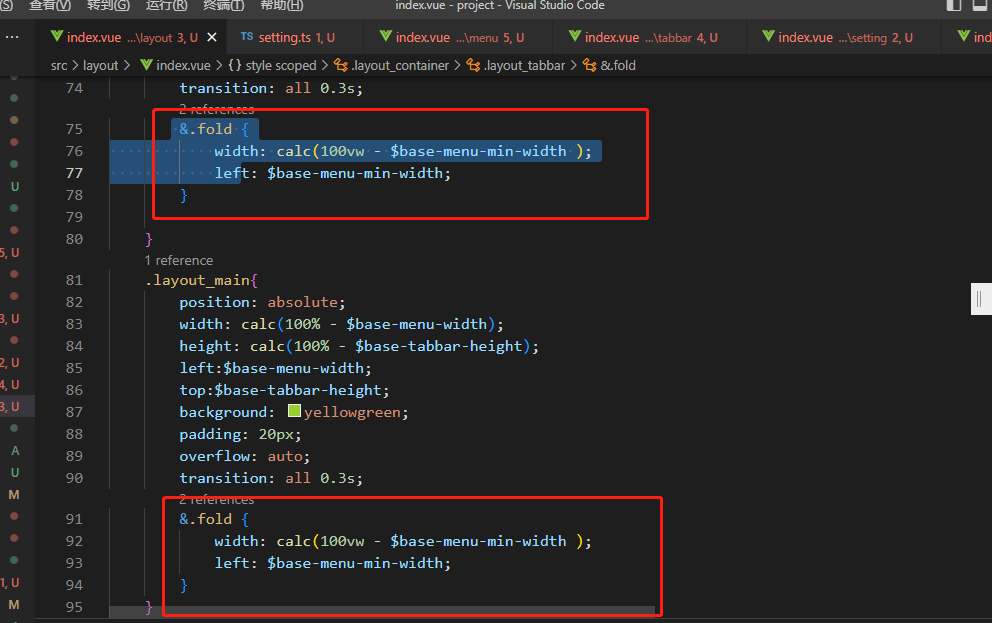 (S) 查看(V) 转到(G) 运行(R) 终端(T) 帮助(H) index.vue - project - Visual Studio Code
··· index.vue ...\layout 3, U × TS setting.ts 1, U index.vue ...\menu 5, U index.vue ...\tabbar 4, U index.vue ...\setting 2, U ind
src > layout > index.vue > {} style scoped > .layout_container > .layout_tabbar > &.fold
74 transition: all 0.3s;
2 references
75 &.fold {
76 width: calc(100vw - $base-menu-min-width );
77 left: $base-menu-min-width;
U
78 }
79
80 }
5, U
1 reference
81 .layout_main{
82 position: absolute;
3, U
83 width: calc(100% - $base-menu-width);
84 height: calc(100% - $base-tabbar-height);
2, U
85 left:$base-menu-width;
4, U
86 top:$base-tabbar-height;
3, U
87 background: yellowgreen;
88 padding: 20px;
A
89 overflow: auto;
U
90 transition: all 0.3s;
M
2 references
91 &.fold {
92 width: calc(100vw - $base-menu-min-width );
93 left: $base-menu-min-width;
1, U
94 }
M
95 }